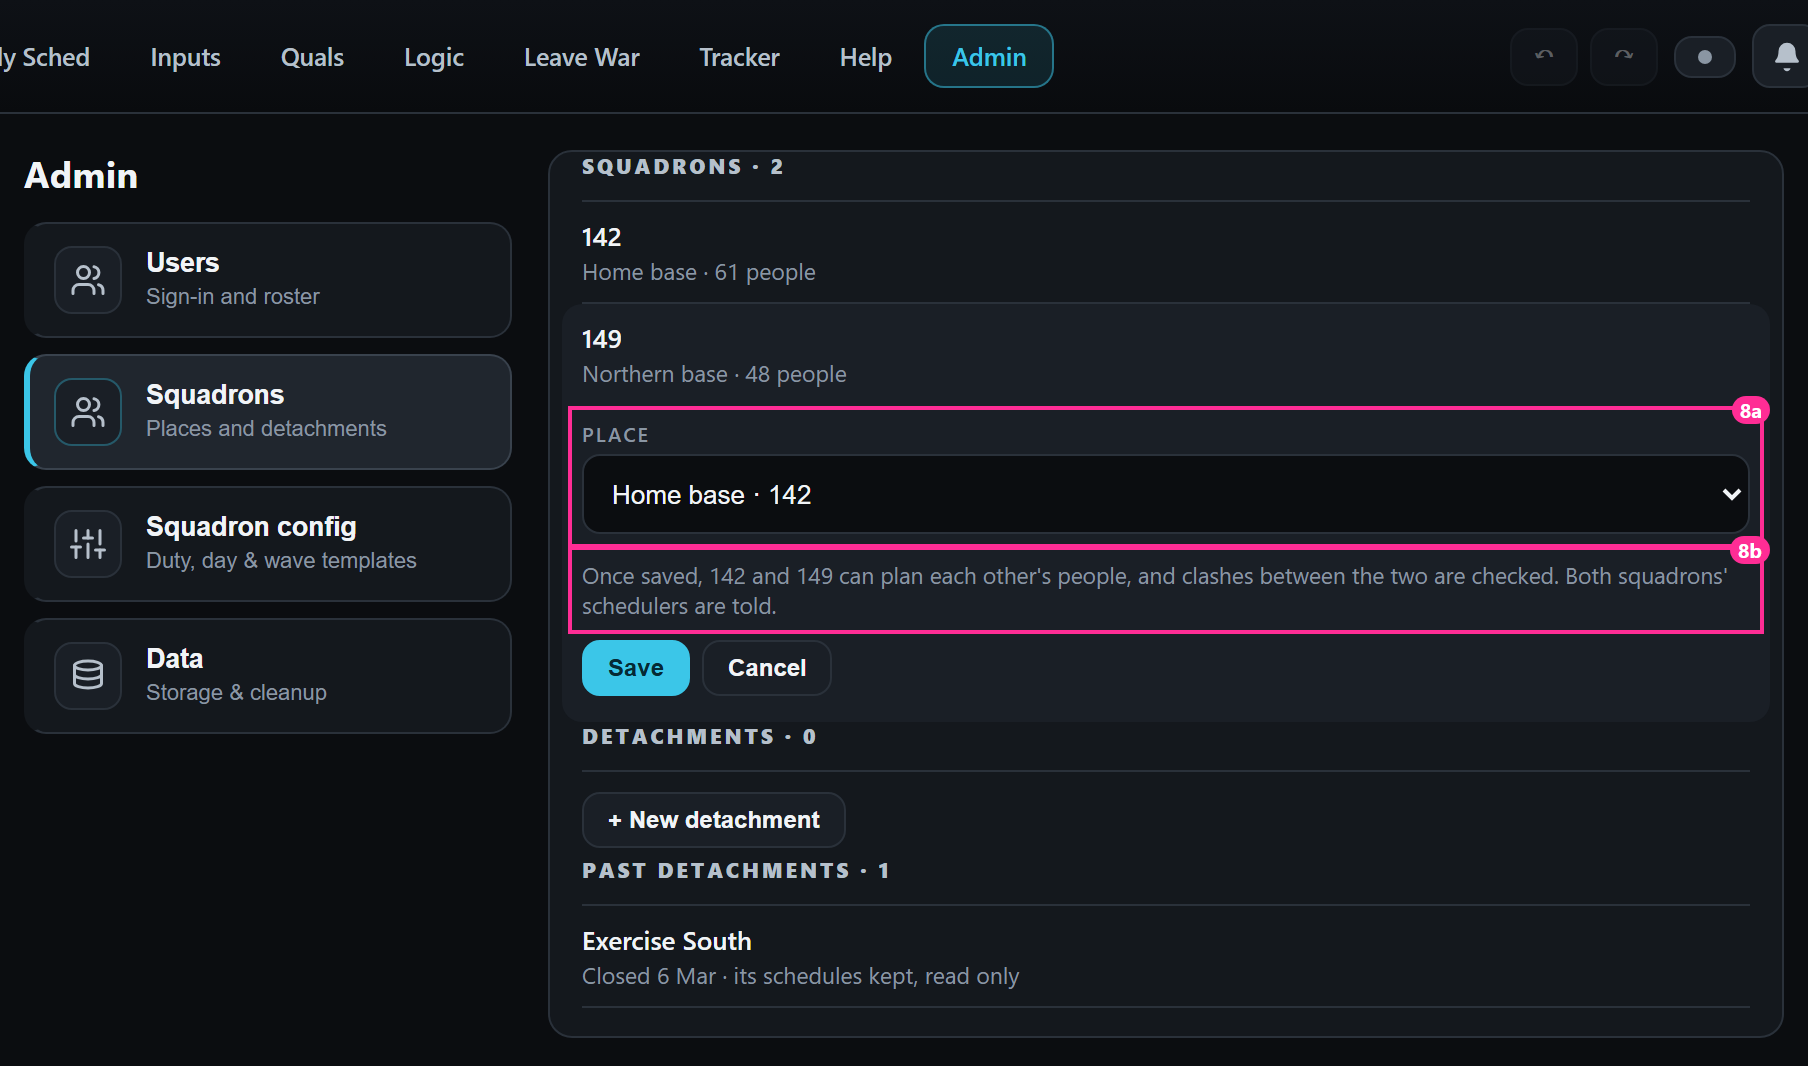 ly Sched
Inputs
Quals
Logic
Leave War
Tracker
Help
Admin
Admin
Users
Sign-in and roster
Squadrons
Places and detachments
Squadron config
Duty, day & wave templates
Data
Storage & cleanup
SQUADRONS · 2
142
Home base · 61 people
149
Northern base · 48 people
8a
PLACE
Home base · 142
8b
Once saved, 142 and 149 can plan each other's people, and clashes between the two are checked. Both squadrons'
schedulers are told.
Save
Cancel
DETACHMENTS · 0
+ New detachment
PAST DETACHMENTS · 1
Exercise South
Closed 6 Mar · its schedules kept, read only